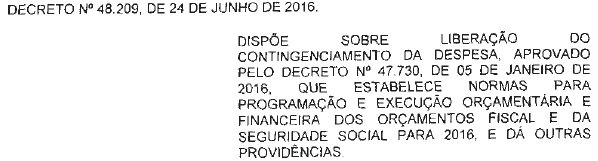 DECRETO Nº 48.209, DE 24 DE JUNHO DE 2016.
DISPÕE SOBRE LIBERAÇÃO DO
CONTINGENCIAMENTO DA DESPESA, APROVADO
PELO DECRETO Nº 47.730, DE 05 DE JANEIRO DE
2016, QUE ESTABELECE NORMAS PARA
PROGRAMAÇÃO E EXECUÇÃO ORÇAMENTÁRIA E
FINANCEIRA DOS ORÇAMENTOS FISCAL E DA
SEGURIDADE SOCIAL PARA 2016, E DÁ OUTRAS
PROVIDÊNCIAS.